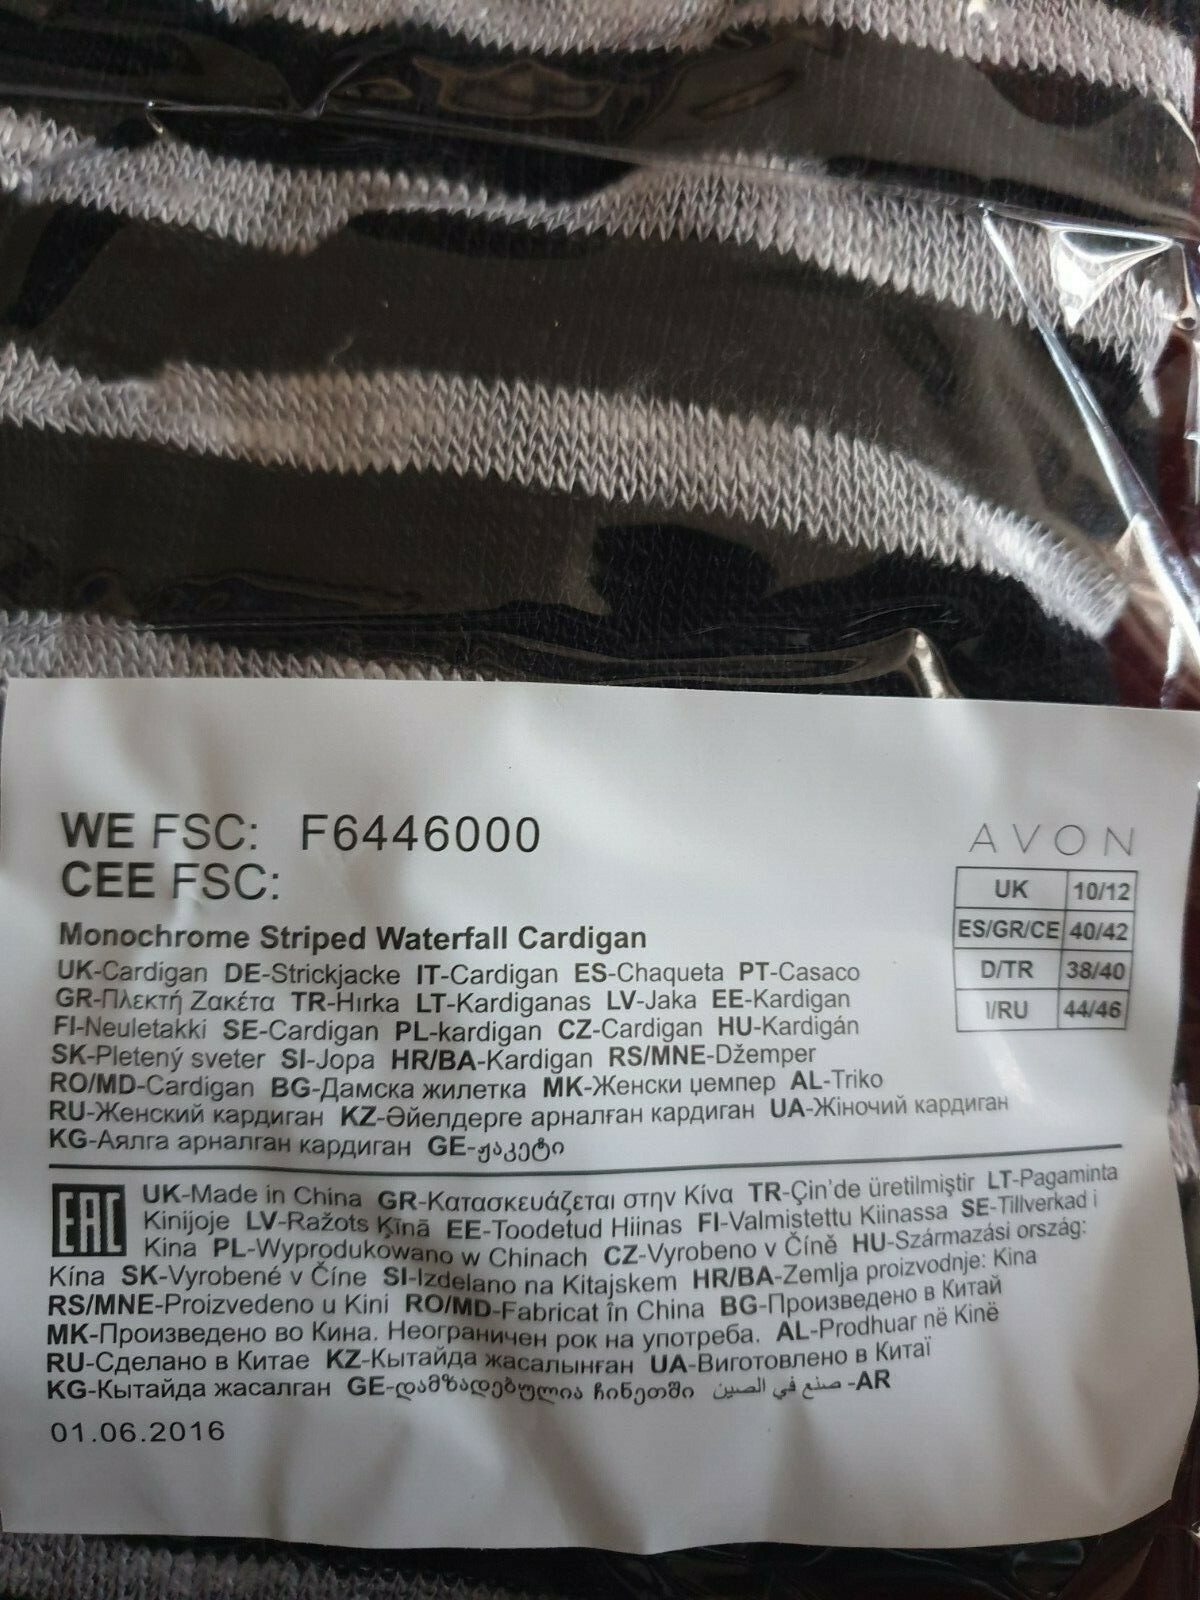 WE FSC: F6446000
CEE FSC:
AVON
UK 10/12
ES/GR/CE 40/42
D/TR 38/40
I/RU 44/46
Monochrome Striped Waterfall Cardigan
UK-Cardigan DE-Strickjacke IT-Cardigan ES-Chaqueta PT-Casaco
GR-Πλεκτή Ζακέτα TR-Hırka LT-Kardiganas LV-Jaka EE-Kardigan
FI-Neuletakki SE-Cardigan PL-kardigan CZ-Cardigan HU-Kardigán
SK-Pletený sveter SI-Jopa HR/BA-Kardigan RS/MNE-Džemper
RO/MD-Cardigan BG-Дамска жилетка MK-Женски џемпер AL-Triko
RU-Женский кардиган KZ-Әйелдерге арналған кардиган UA-Жіночий кардиган
KG-Аялга арналган кардиган GE-ჟაკეტი
EAC
UK-Made in China GR-Κατασκευάζεται στην Κίνα TR-Çin'de üretilmiştir LT-Pagaminta
Kinijoje LV-Ražots Ķīnā EE-Toodetud Hiinas FI-Valmistettu Kiinassa SE-Tillverkad i
Kina PL-Wyprodukowano w Chinach CZ-Vyrobeno v Číně HU-Származási ország:
Kína SK-Vyrobené v Číne SI-Izdelano na Kitajskem HR/BA-Zemlja proizvodnje: Kina
RS/MNE-Proizvedeno u Kini RO/MD-Fabricat în China BG-Произведено в Китай
MK-Произведено во Кина. Неограничен рок на употреба. AL-Prodhuar në Kinë
RU-Сделано в Китае KZ-Кытайда жасалынған UA-Виготовлено в Китаї
KG-Кытайда жасалган GE-დამზადებულია ჩინეთში صنع في الصين -AR
01.06.2016